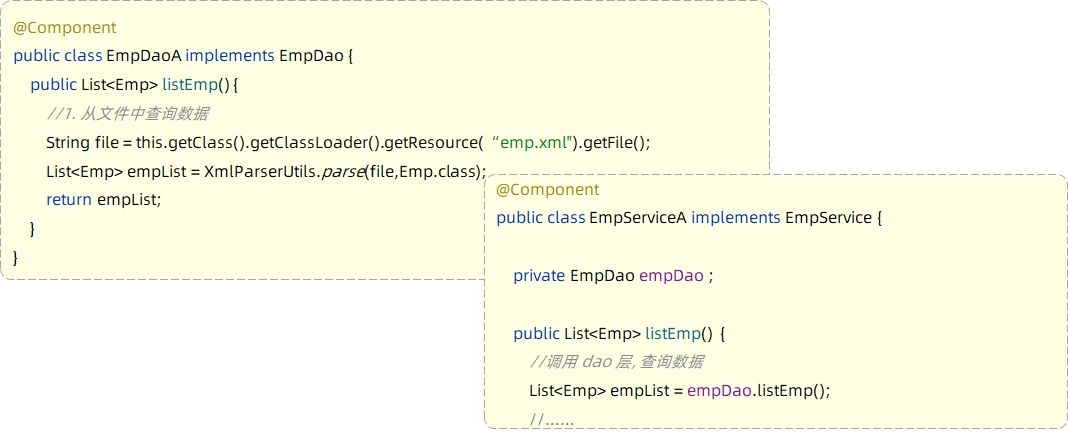 @Component
public class EmpDaoA implements EmpDao {
public List<Emp> listEmp() {
//1. 从文件中查询数据
String file = this.getClass().getClassLoader().getResource( “emp.xml").getFile();
List<Emp> empList = XmlParserUtils.parse(file,Emp.class);
return empList;
}
}
@Component
public class EmpServiceA implements EmpService {
private EmpDao empDao ;
public List<Emp> listEmp() {
//调用 dao 层, 查询数据
List<Emp> empList = empDao.listEmp();
//......